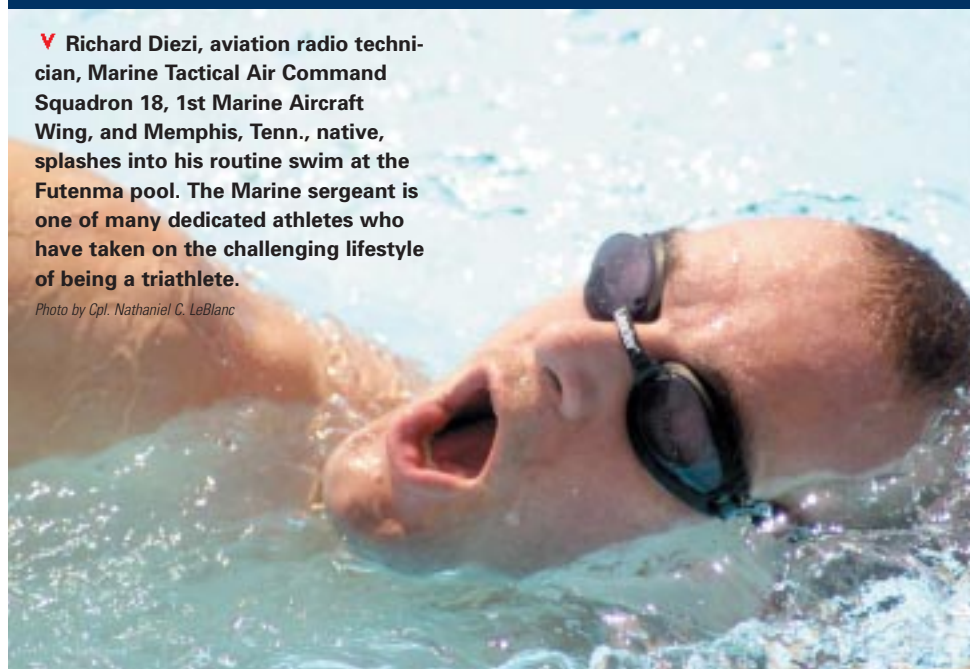 Richard Diezi, aviation radio techni-
cian, Marine Tactical Air Command
Squadron 18, 1st Marine Aircraft
Wing, and Memphis, Tenn., native,
splashes into his routine swim at the
Futenma pool. The Marine sergeant is
one of many dedicated athletes who
have taken on the challenging lifestyle
of being a triathlete.
Photo by Cpl. Nathaniel C. LeBlanc